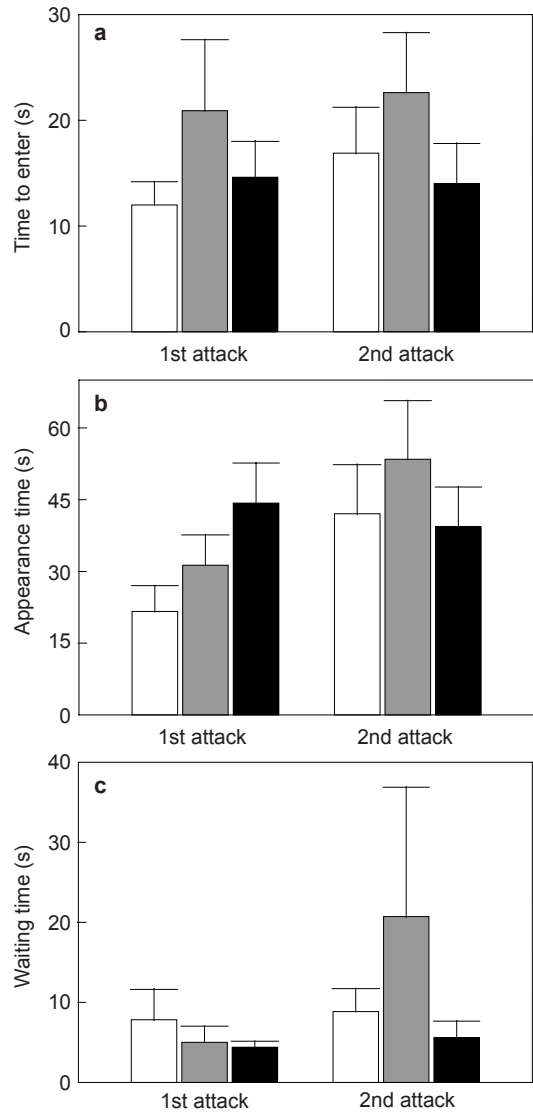 a
Time to enter (s)
30
20
10
0
1st attack 2nd attack
b
Appearance time (s)
60
45
30
15
0
1st attack 2nd attack
c
Waiting time (s)
40
30
20
10
0
1st attack 2nd attack